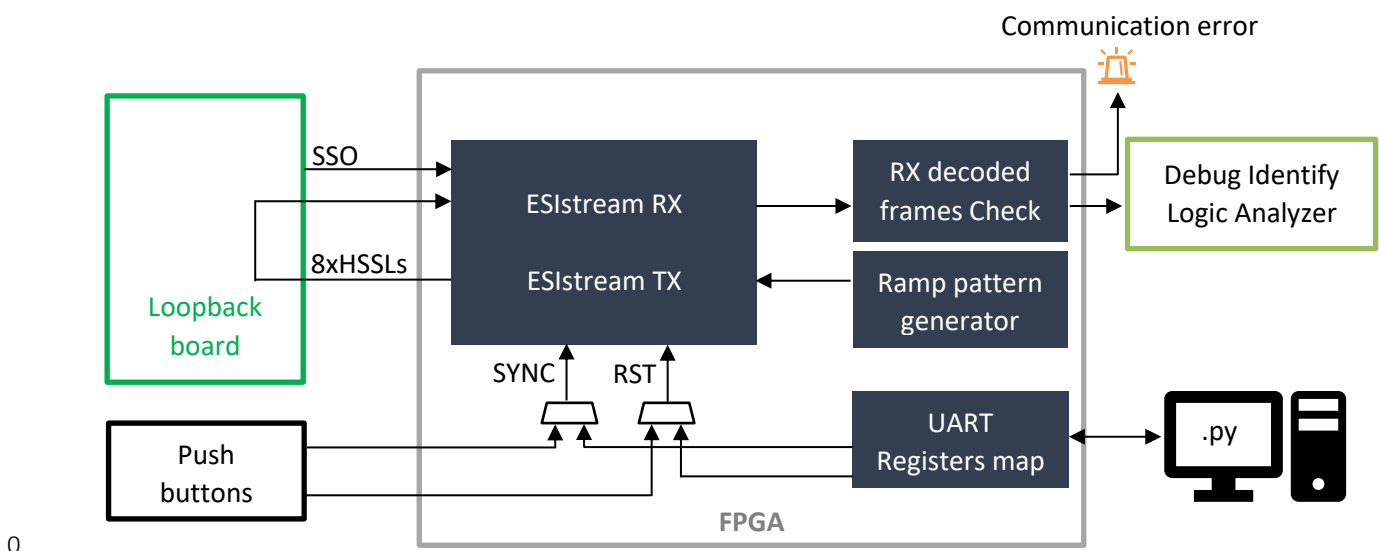 Communication error
SSO
ESIstream RX
RX decoded
frames Check
Debug Identify
Logic Analyzer
8xHSSLs
ESIstream TX
Ramp pattern
generator
Loopback
board
SYNC
RST
Push
buttons
UART
Registers map
.py
FPGA
0